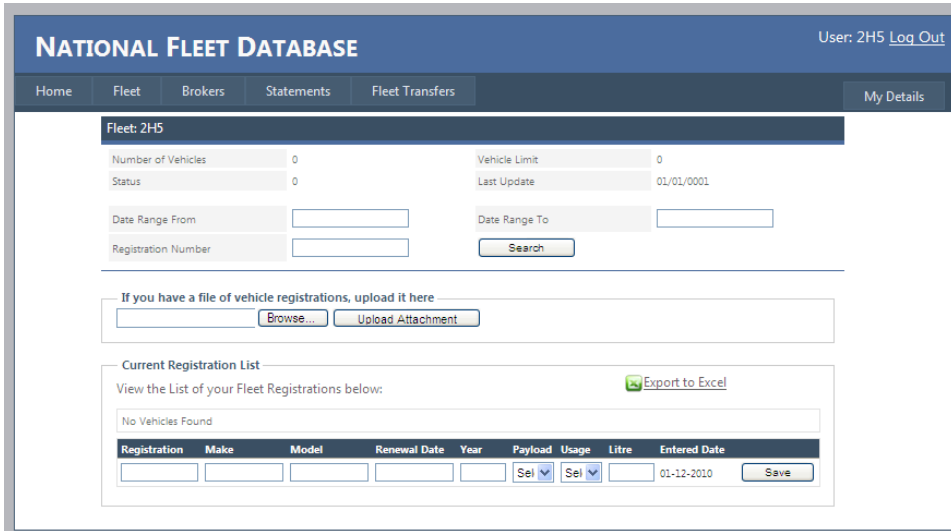 NATIONAL FLEET DATABASE
User: 2H5 Log Out
Home Fleet Brokers Statements Fleet Transfers My Details
Fleet: 2H5
Number of Vehicles 0 Vehicle Limit 0
Status 0 Last Update 01/01/0001
Date Range From Date Range To
Registration Number Search
If you have a file of vehicle registrations, upload it here
Browse... Upload Attachment
Current Registration List
View the List of your Fleet Registrations below: Export to Excel
No Vehicles Found
Registration Make Model Renewal Date Year Payload Usage Litre Entered Date
Sel Sel 01-12-2010 Save